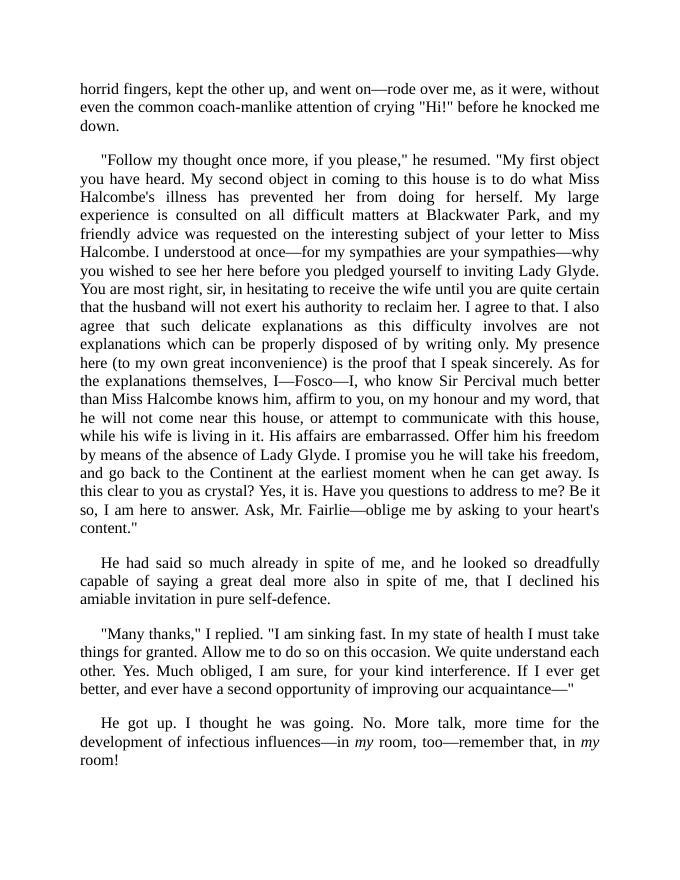 horrid fingers, kept the other up, and went on—rode over me, as it were, without
even the common coach-manlike attention of crying "Hi!" before he knocked me
down.
"Follow my thought once more, if you please," he resumed. "My first object
you have heard. My second object in coming to this house is to do what Miss
Halcombe's illness has prevented her from doing for herself. My large
experience is consulted on all difficult matters at Blackwater Park, and my
friendly advice was requested on the interesting subject of your letter to Miss
Halcombe. I understood at once—for my sympathies are your sympathies—why
you wished to see her here before you pledged yourself to inviting Lady Glyde.
You are most right, sir, in hesitating to receive the wife until you are quite certain
that the husband will not exert his authority to reclaim her. I agree to that. I also
agree that such delicate explanations as this difficulty involves are not
explanations which can be properly disposed of by writing only. My presence
here (to my own great inconvenience) is the proof that I speak sincerely. As for
the explanations themselves, I—Fosco—I, who know Sir Percival much better
than Miss Halcombe knows him, affirm to you, on my honour and my word, that
he will not come near this house, or attempt to communicate with this house,
while his wife is living in it. His affairs are embarrassed. Offer him his freedom
by means of the absence of Lady Glyde. I promise you he will take his freedom,
and go back to the Continent at the earliest moment when he can get away. Is
this clear to you as crystal? Yes, it is. Have you questions to address to me? Be it
so, I am here to answer. Ask, Mr. Fairlie—oblige me by asking to your heart's
content."
He had said so much already in spite of me, and he looked so dreadfully
capable of saying a great deal more also in spite of me, that I declined his
amiable invitation in pure self-defence.
"Many thanks," I replied. "I am sinking fast. In my state of health I must take
things for granted. Allow me to do so on this occasion. We quite understand each
other. Yes. Much obliged, I am sure, for your kind interference. If I ever get
better, and ever have a second opportunity of improving our acquaintance—"
He got up. I thought he was going. No. More talk, more time for the
development of infectious influences—in my room, too—remember that, in my
room!